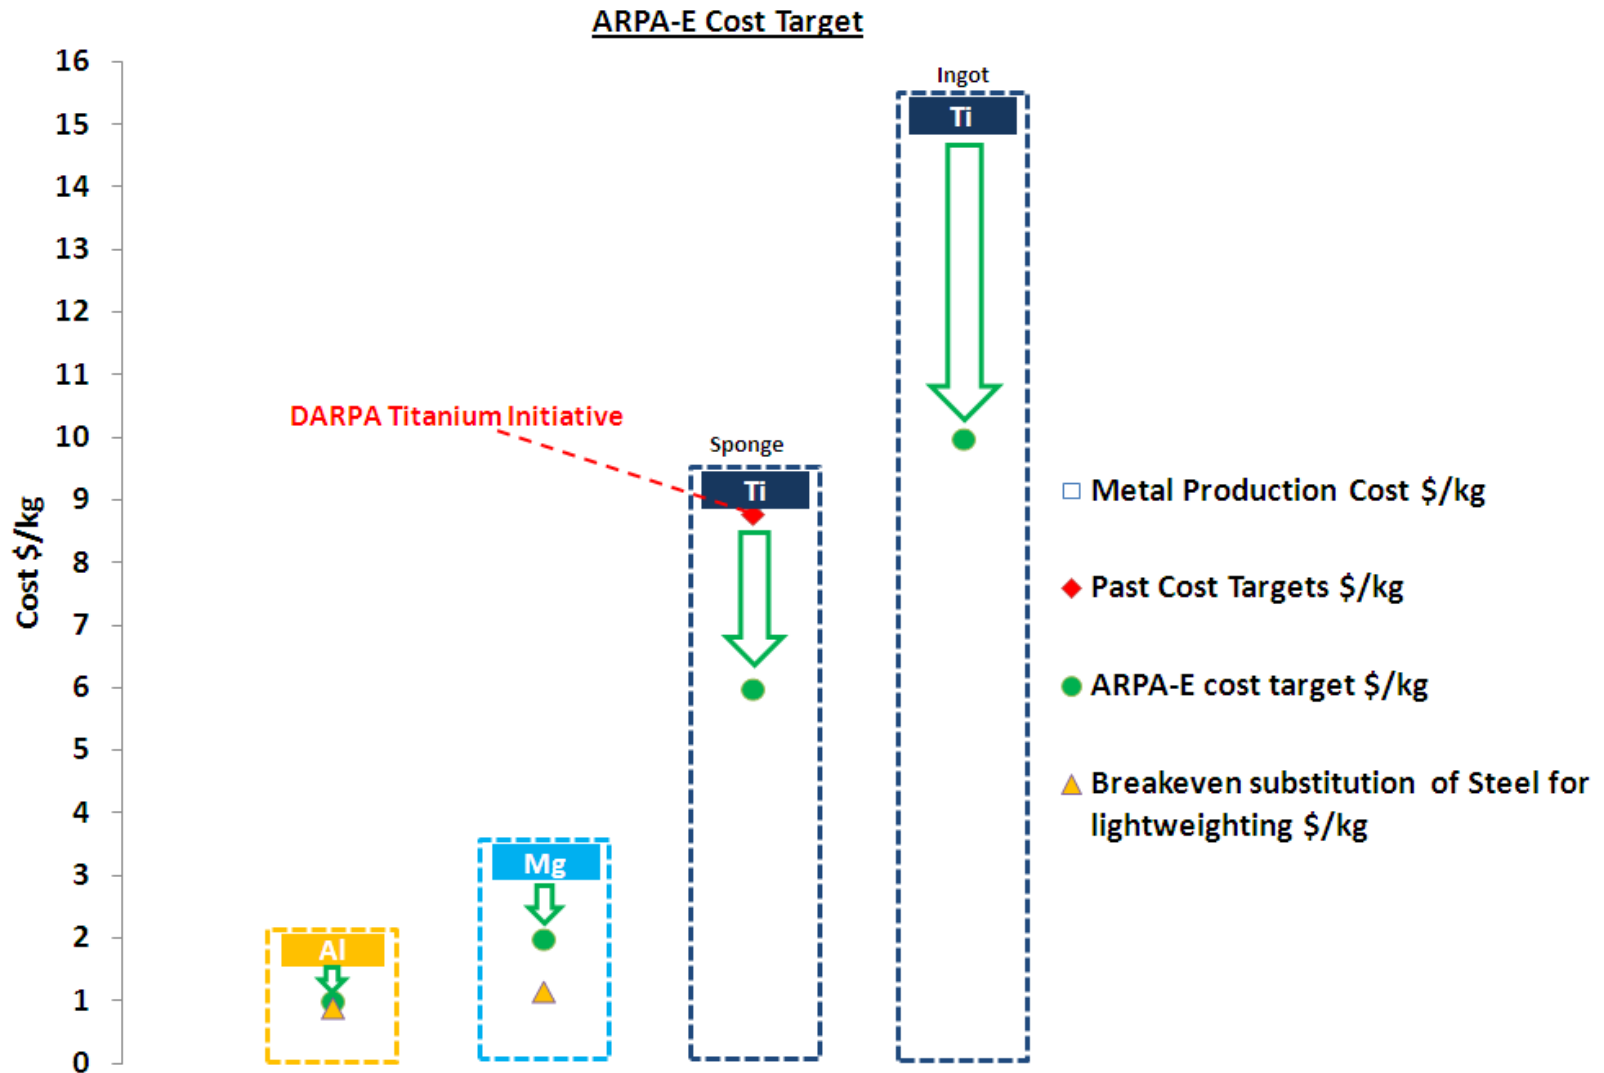 ARPA-E Cost Target
16
15
14
13
12
11
10
9
8
7
6
5
4
3
2
1
0
Cost $/kg
Ingot
Ti
DARPA Titanium Initiative
Sponge
Ti
Mg
Al
Metal Production Cost $/kg
Past Cost Targets $/kg
ARPA-E cost target $/kg
Breakeven substitution of Steel for
lightweighting $/kg